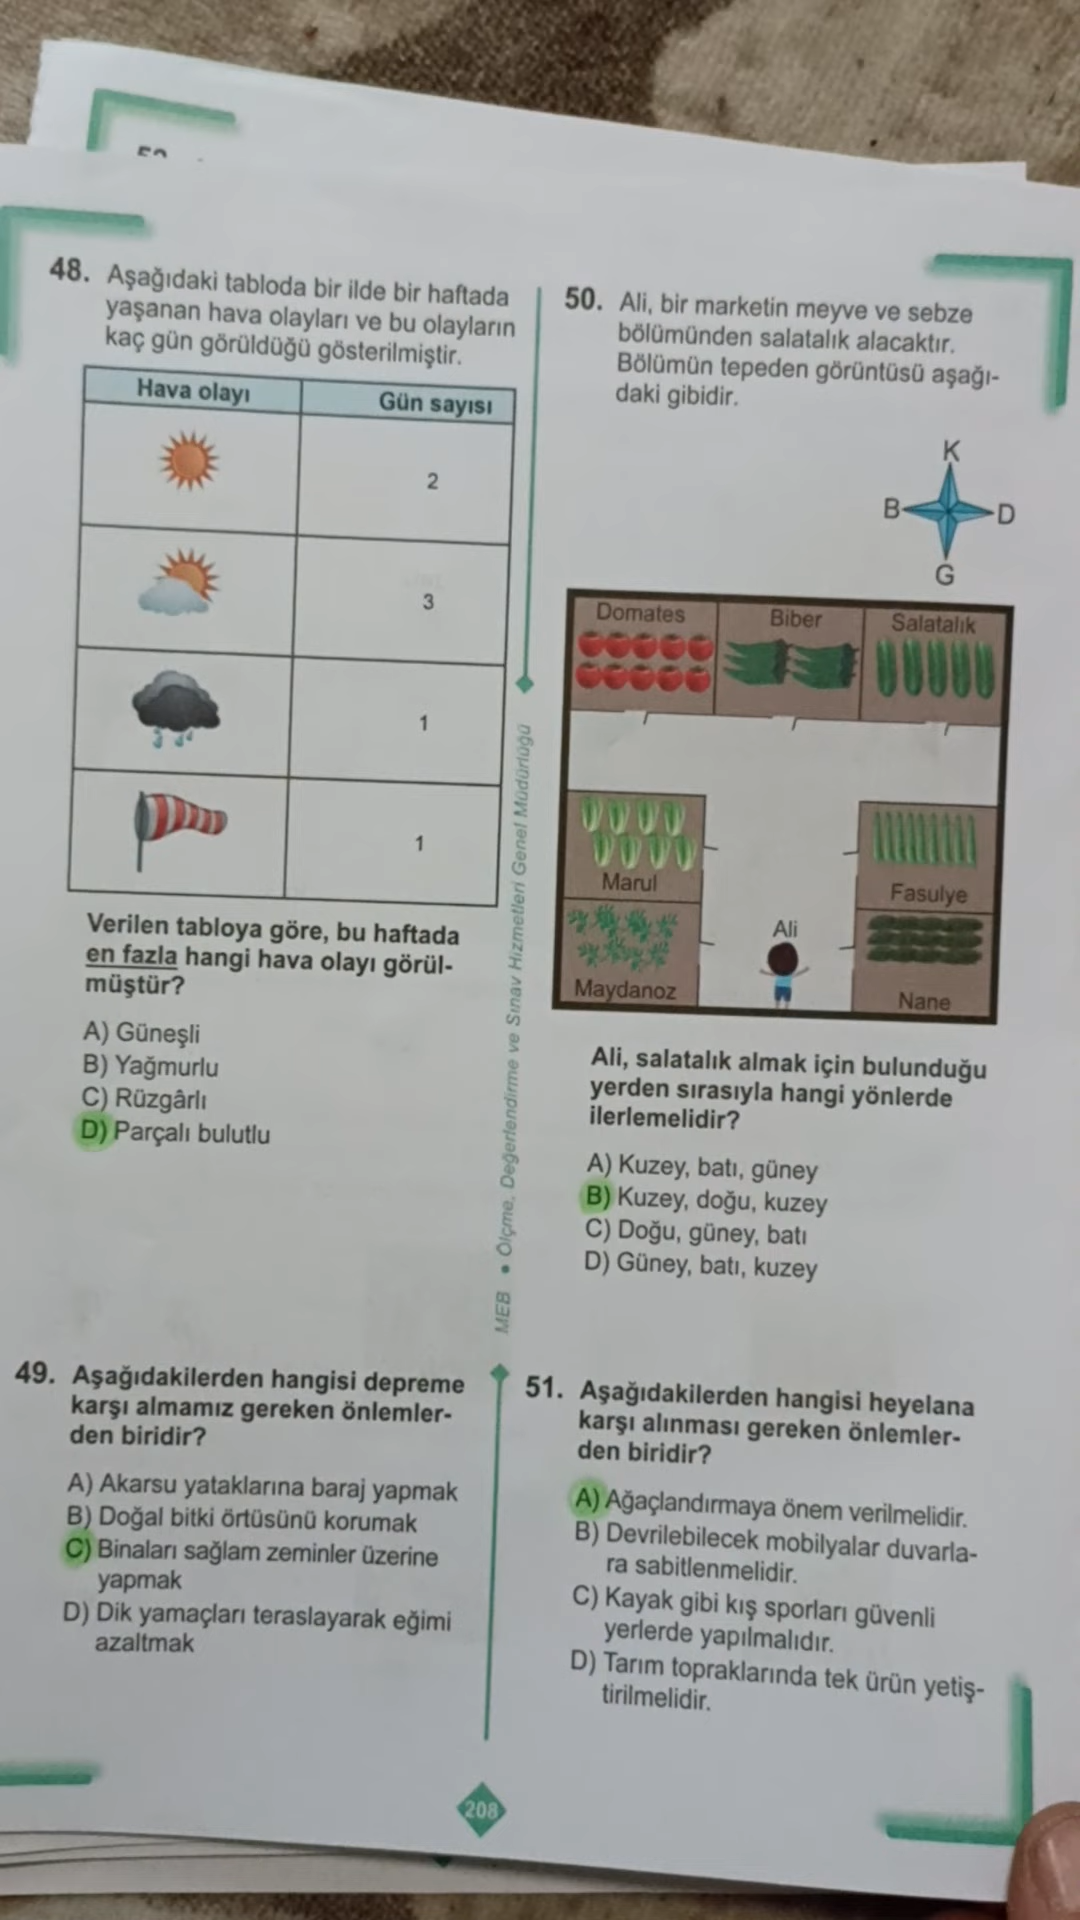 48. Aşağıdaki tabloda bir ilde bir haftada
yaşanan hava olayları ve bu olayların
kaç gün görüldüğü gösterilmiştir.
Hava olayı Gün sayısı
2
3
1
1
Verilen tabloya göre, bu haftada
en fazla hangi hava olayı görül-
müştür?
A) Güneşli
B) Yağmurlu
C) Rüzgârlı
D) Parçalı bulutlu
49. Aşağıdakilerden hangisi depreme
karşı almamız gereken önlemler-
den biridir?
A) Akarsu yataklarına baraj yapmak
B) Doğal bitki örtüsünü korumak
C) Binaları sağlam zeminler üzerine
yapmak
D) Dik yamaçları teraslayarak eğimi
azaltmak
MEB • Ölçme, Değerlendirme ve Sınav Hizmetleri Genel Müdürlüğü
50. Ali, bir marketin meyve ve sebze
bölümünden salatalık alacaktır.
Bölümün tepeden görüntüsü aşağı-
daki gibidir.
K
B D
G
Domates Biber Salatalık
Marul Fasulye
Ali
Maydanoz Nane
Ali, salatalık almak için bulunduğu
yerden sırasıyla hangi yönlerde
ilerlemelidir?
A) Kuzey, batı, güney
B) Kuzey, doğu, kuzey
C) Doğu, güney, batı
D) Güney, batı, kuzey
51. Aşağıdakilerden hangisi heyelana
karşı alınması gereken önlemler-
den biridir?
A) Ağaçlandırmaya önem verilmelidir.
B) Devrilebilecek mobilyalar duvarla-
ra sabitlenmelidir.
C) Kayak gibi kış sporları güvenli
yerlerde yapılmalıdır.
D) Tarım topraklarında tek ürün yetiş-
tirilmelidir.
208